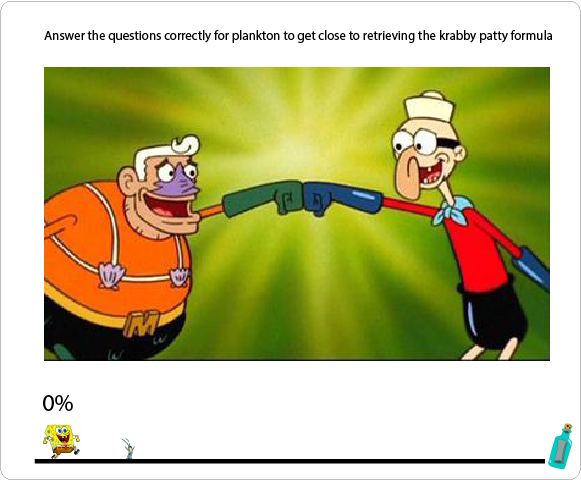 Answer the questions correctly for plankton to get close to retrieving the krabby patty formula
M
0%